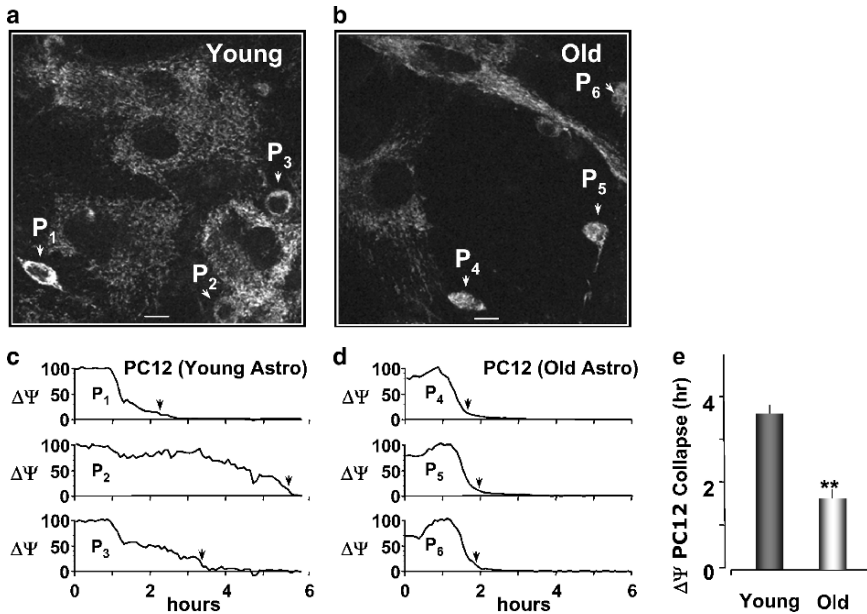 a
Young
P1
P2
P3
b
Old
P4
P5
P6
c
PC12 (Young Astro)
100
ΔΨ 50
0
P1
100
ΔΨ 50
0
P2
100
ΔΨ 50
0
P3
0 2 4 6
hours
d
PC12 (Old Astro)
100
ΔΨ 50
0
P4
100
ΔΨ 50
0
P5
100
ΔΨ 50
0
P6
0 2 4 6
hours
e
ΔΨ PC12 Collapse (hr)
4
2
0
**
Young Old